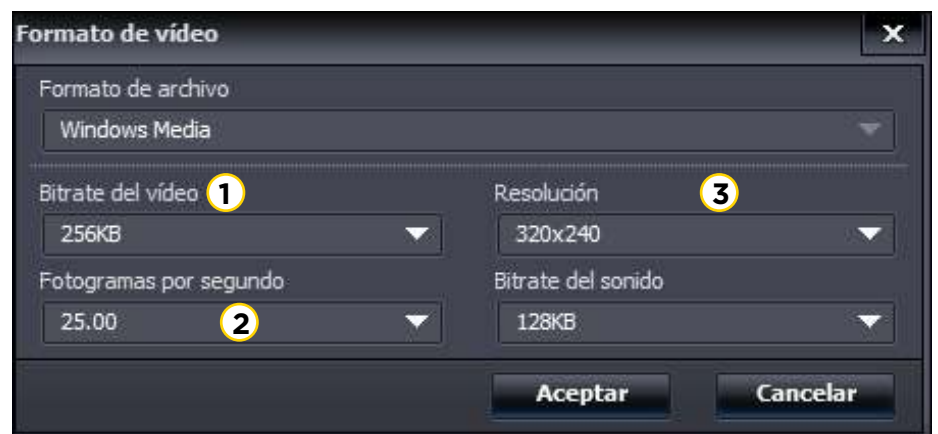 Formato de vídeo
Formato de archivo
Windows Media
Bitrate del vídeo 1
Resolución 3
256KB
320x240
Fotogramas por segundo
Bitrate del sonido
25.00 2
128KB
Aceptar
Cancelar